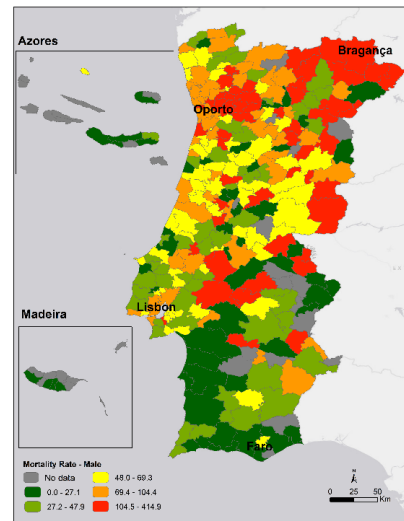 Azores
Bragança
Oporto
Lisbon
Madeira
Faro
Mortality Rate - Male
No data
0.0 - 27.1
27.2 - 47.9
48.0 - 69.3
69.4 - 104.4
104.5 - 414.9
N
0 25 50
Km